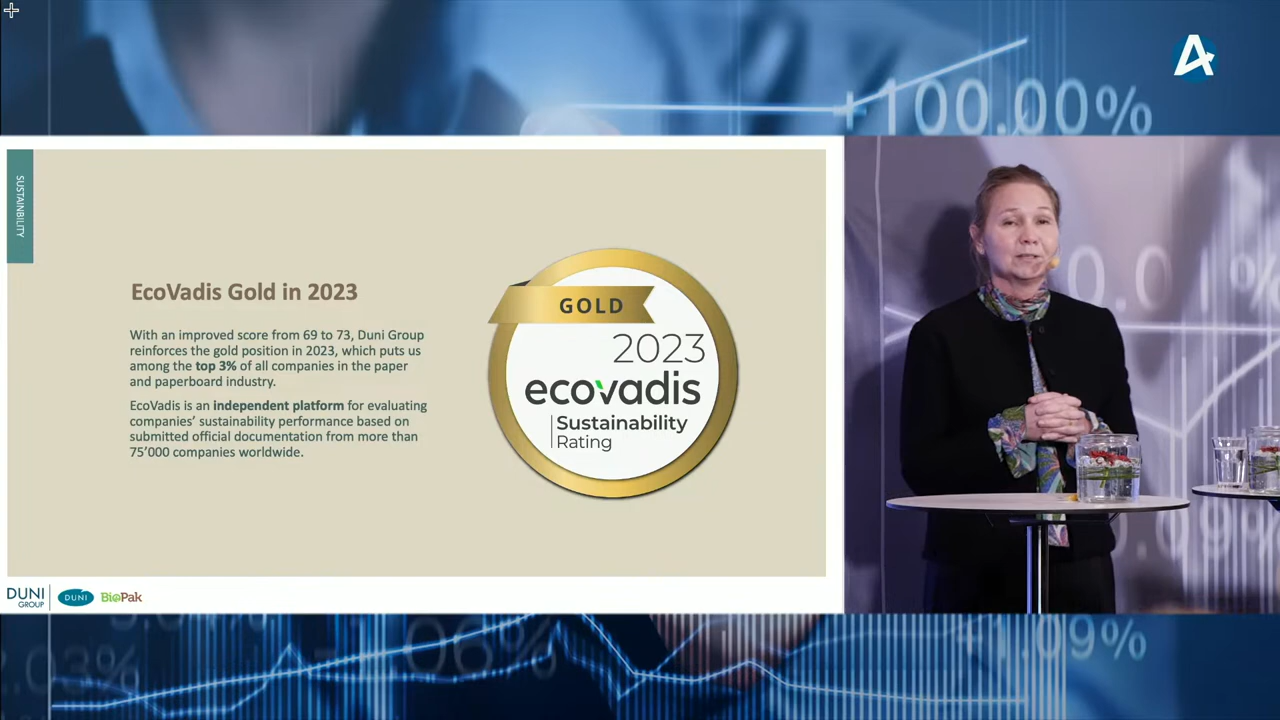 +100.00%
SUSTAINBILITY
EcoVadis Gold in 2023
With an improved score from 69 to 73, Duni Group
reinforces the gold position in 2023, which puts us
among the top 3% of all companies in the paper
and paperboard industry.
EcoVadis is an independent platform for evaluating
companies’ sustainability performance based on
submitted official documentation from more than
75’000 companies worldwide.
GOLD
2023
ecovadis
Sustainability
Rating
DUNI
GROUP
DUNI
BioPak